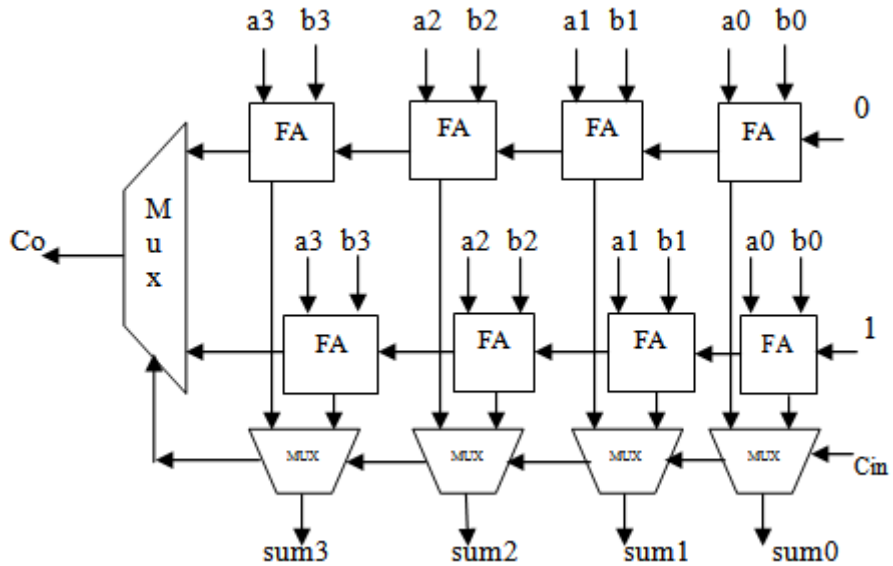 a3 b3 a2 b2 a1 b1 a0 b0
FA FA FA FA 0
Mux
Co
a3 b3 a2 b2 a1 b1 a0 b0
FA FA FA FA 1
MUX MUX MUX MUX Cin
sum3 sum2 sum1 sum0